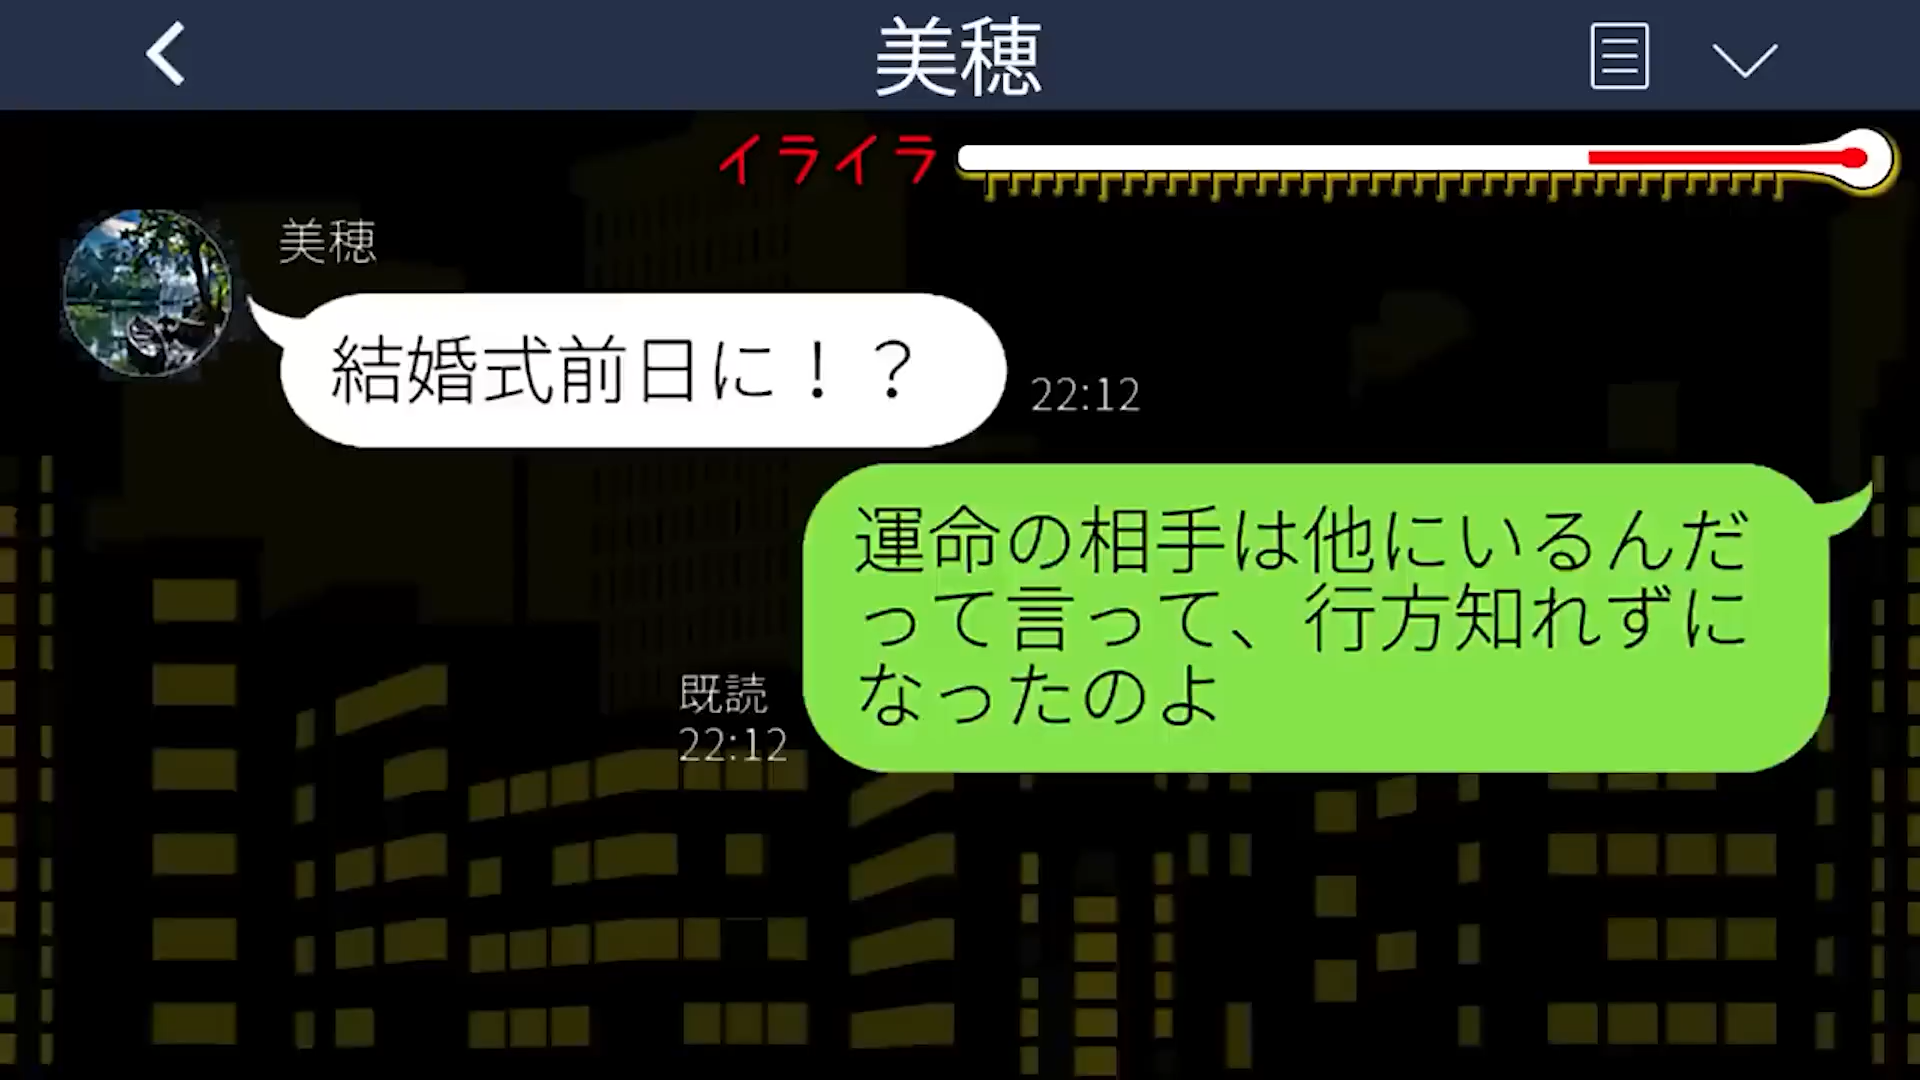 美穂
イライラ
美穂
結婚式前日に！？
22:12
運命の相手は他にいるんだ
って言って、行方知れずに
なったのよ
既読
22:12